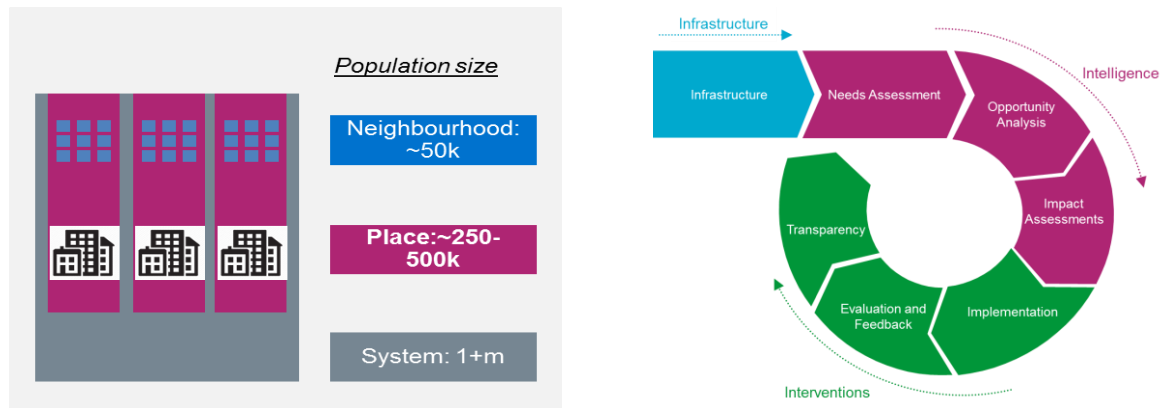 Population size
Neighbourhood:
~50k
Place:~250-
500k
System: 1+m
Infrastructure
Infrastructure
Needs Assessment
Opportunity
Analysis
Intelligence
Impact
Assessments
Implementation
Evaluation and
Feedback
Transparency
Interventions